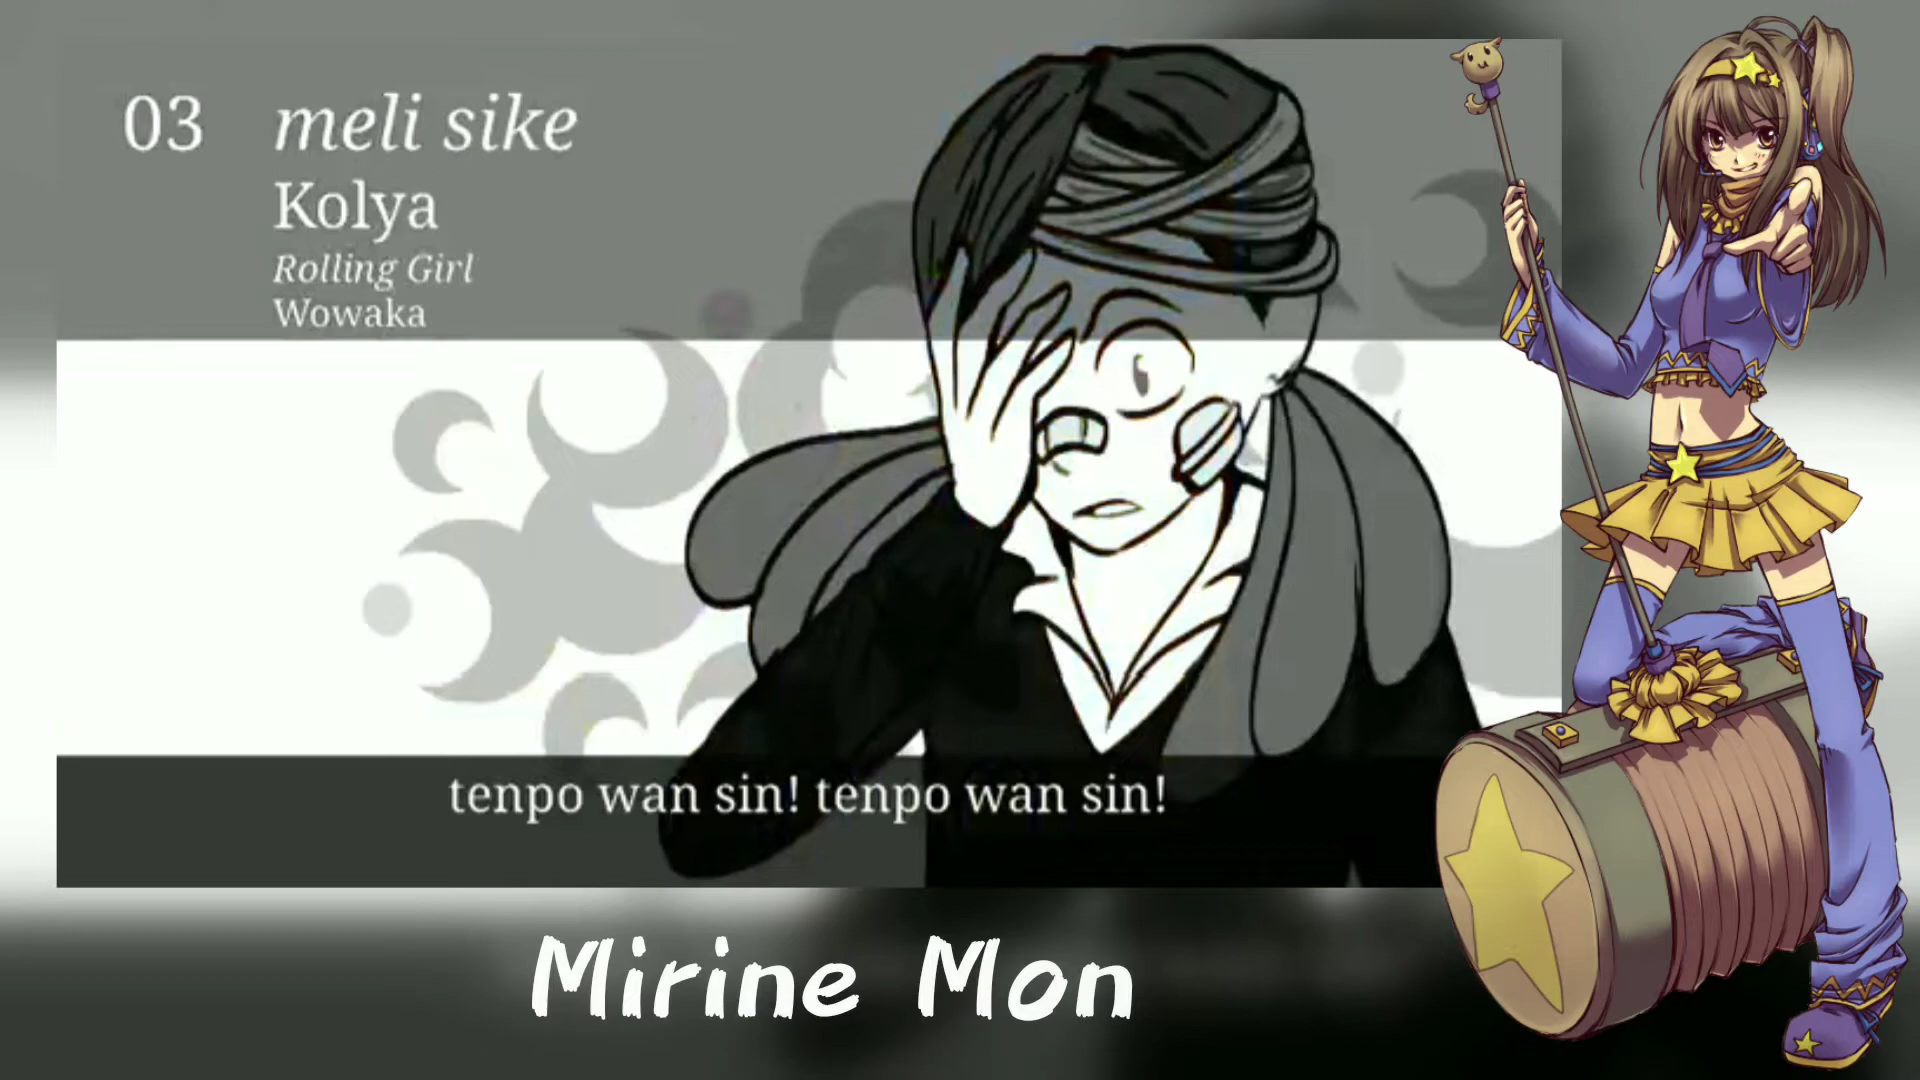 03 meli sike
Kolya
Rolling Girl
Wowaka
tenpo wan sin! tenpo wan sin!
Mirine Mon